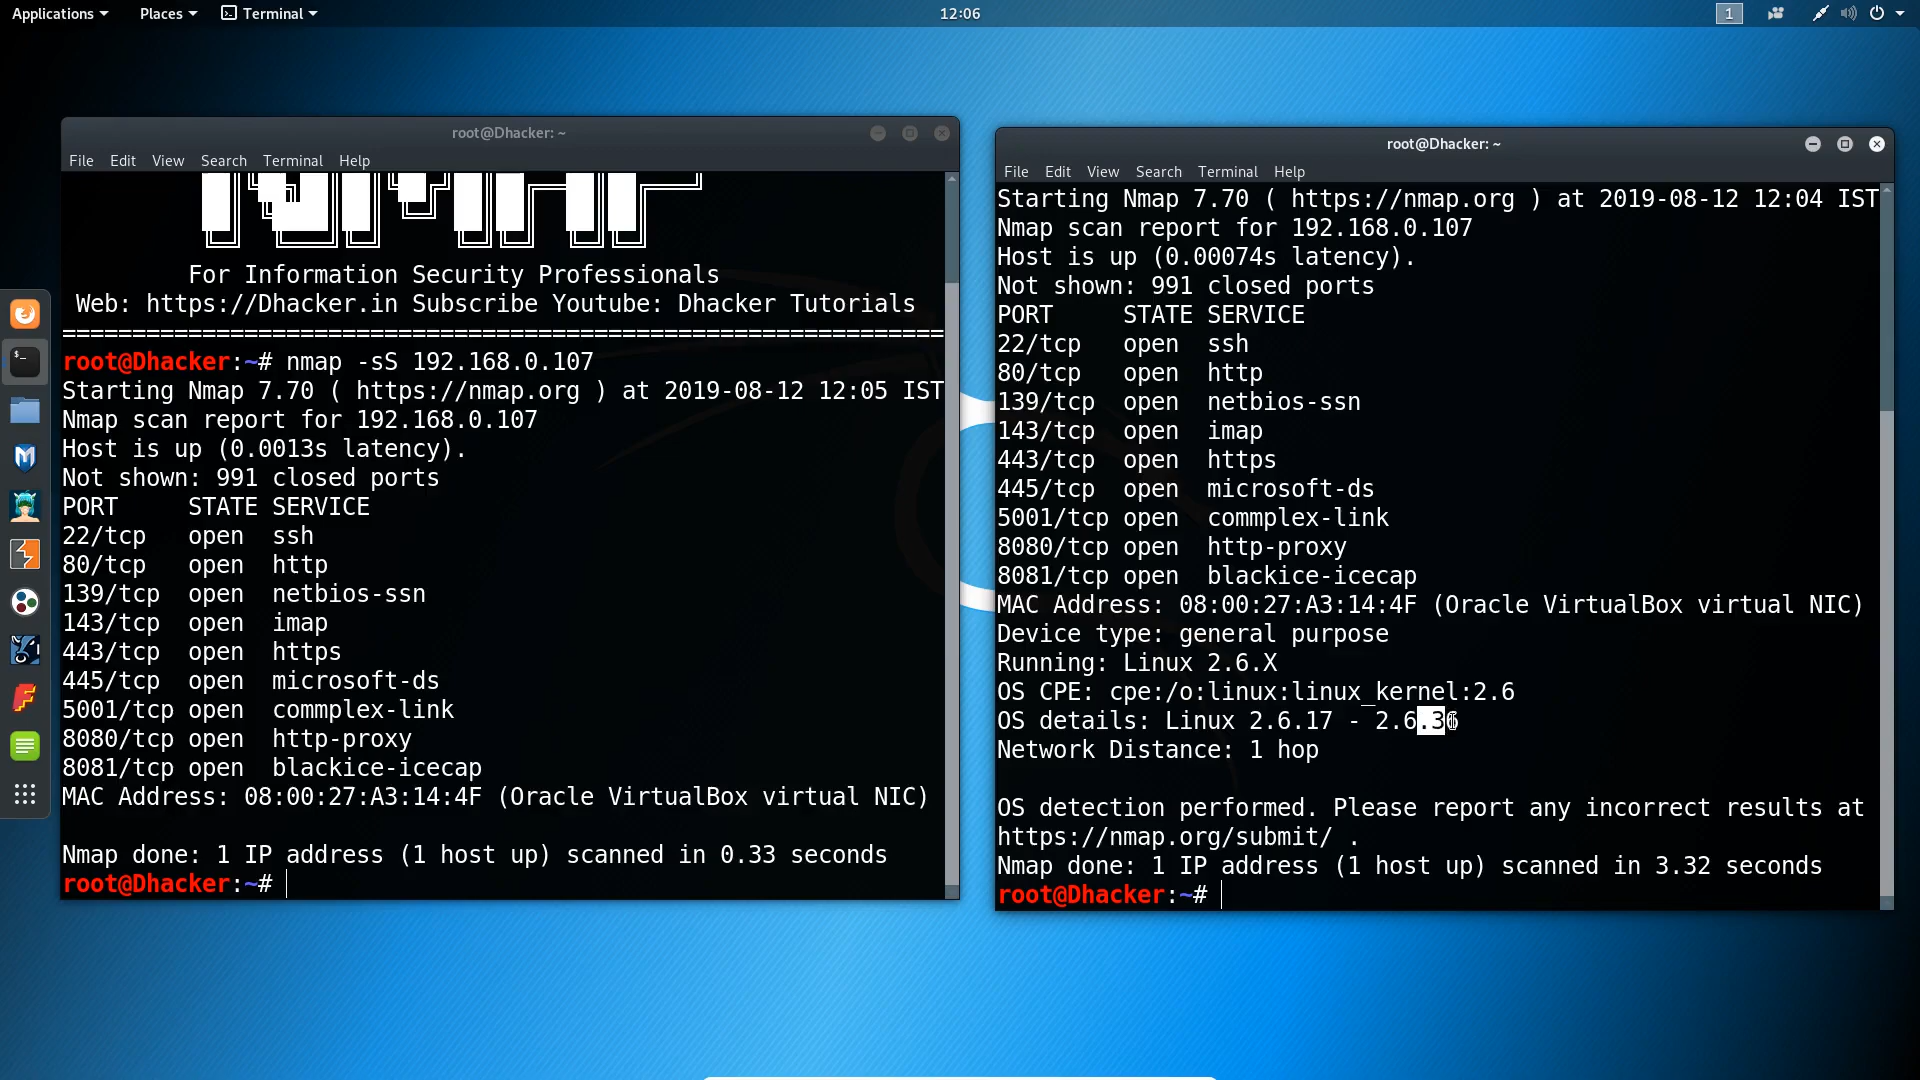 Applications Places Terminal 12:06 1
root@Dhacker: ~
File Edit View Search Terminal Help
For Information Security Professionals
Web: https://Dhacker.in Subscribe Youtube: Dhacker Tutorials
===============================================================
root@Dhacker:~# nmap -sS 192.168.0.107
Starting Nmap 7.70 ( https://nmap.org ) at 2019-08-12 12:05 IST
Nmap scan report for 192.168.0.107
Host is up (0.0013s latency).
Not shown: 991 closed ports
PORT     STATE SERVICE
22/tcp   open  ssh
80/tcp   open  http
139/tcp  open  netbios-ssn
143/tcp  open  imap
443/tcp  open  https
445/tcp  open  microsoft-ds
5001/tcp open  commplex-link
8080/tcp open  http-proxy
8081/tcp open  blackice-icecap
MAC Address: 08:00:27:A3:14:4F (Oracle VirtualBox virtual NIC)
Nmap done: 1 IP address (1 host up) scanned in 0.33 seconds
root@Dhacker:~#
root@Dhacker: ~
File Edit View Search Terminal Help
Starting Nmap 7.70 ( https://nmap.org ) at 2019-08-12 12:04 IST
Nmap scan report for 192.168.0.107
Host is up (0.00074s latency).
Not shown: 991 closed ports
PORT     STATE SERVICE
22/tcp   open  ssh
80/tcp   open  http
139/tcp  open  netbios-ssn
143/tcp  open  imap
443/tcp  open  https
445/tcp  open  microsoft-ds
5001/tcp open  commplex-link
8080/tcp open  http-proxy
8081/tcp open  blackice-icecap
MAC Address: 08:00:27:A3:14:4F (Oracle VirtualBox virtual NIC)
Device type: general purpose
Running: Linux 2.6.X
OS CPE: cpe:/o:linux:linux_kernel:2.6
OS details: Linux 2.6.17 - 2.6.36
Network Distance: 1 hop
OS detection performed. Please report any incorrect results at
https://nmap.org/submit/ .
Nmap done: 1 IP address (1 host up) scanned in 3.32 seconds
root@Dhacker:~#